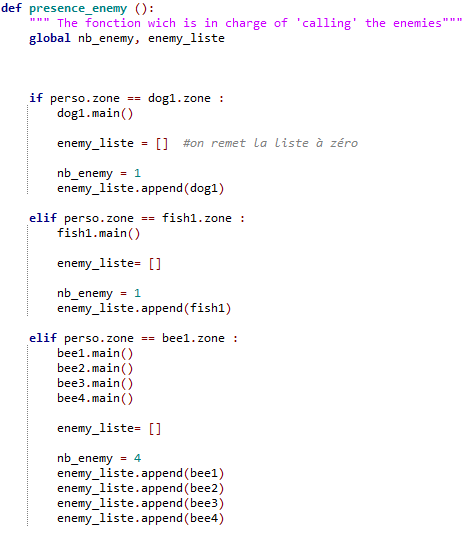 def presence_enemy ():
    """ The fonction wich is in charge of 'calling' the enemies"""
    global nb_enemy, enemy_liste
    if perso.zone == dog1.zone :
        dog1.main()
        enemy_liste = []  #on remet la liste à zéro
        nb_enemy = 1
        enemy_liste.append(dog1)
    elif perso.zone == fish1.zone :
        fish1.main()
        enemy_liste= []
        nb_enemy = 1
        enemy_liste.append(fish1)
    elif perso.zone == bee1.zone :
        bee1.main()
        bee2.main()
        bee3.main()
        bee4.main()
        enemy_liste= []
        nb_enemy = 4
        enemy_liste.append(bee1)
        enemy_liste.append(bee2)
        enemy_liste.append(bee3)
        enemy_liste.append(bee4)